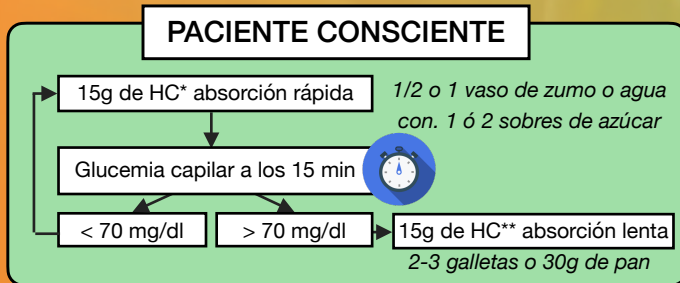 PACIENTE CONSCIENTE
15g de HC* absorción rápida
1/2 o 1 vaso de zumo o agua
con. 1 ó 2 sobres de azúcar
Glucemia capilar a los 15 min
< 70 mg/dl
> 70 mg/dl
15g de HC** absorción lenta
2-3 galletas o 30g de pan